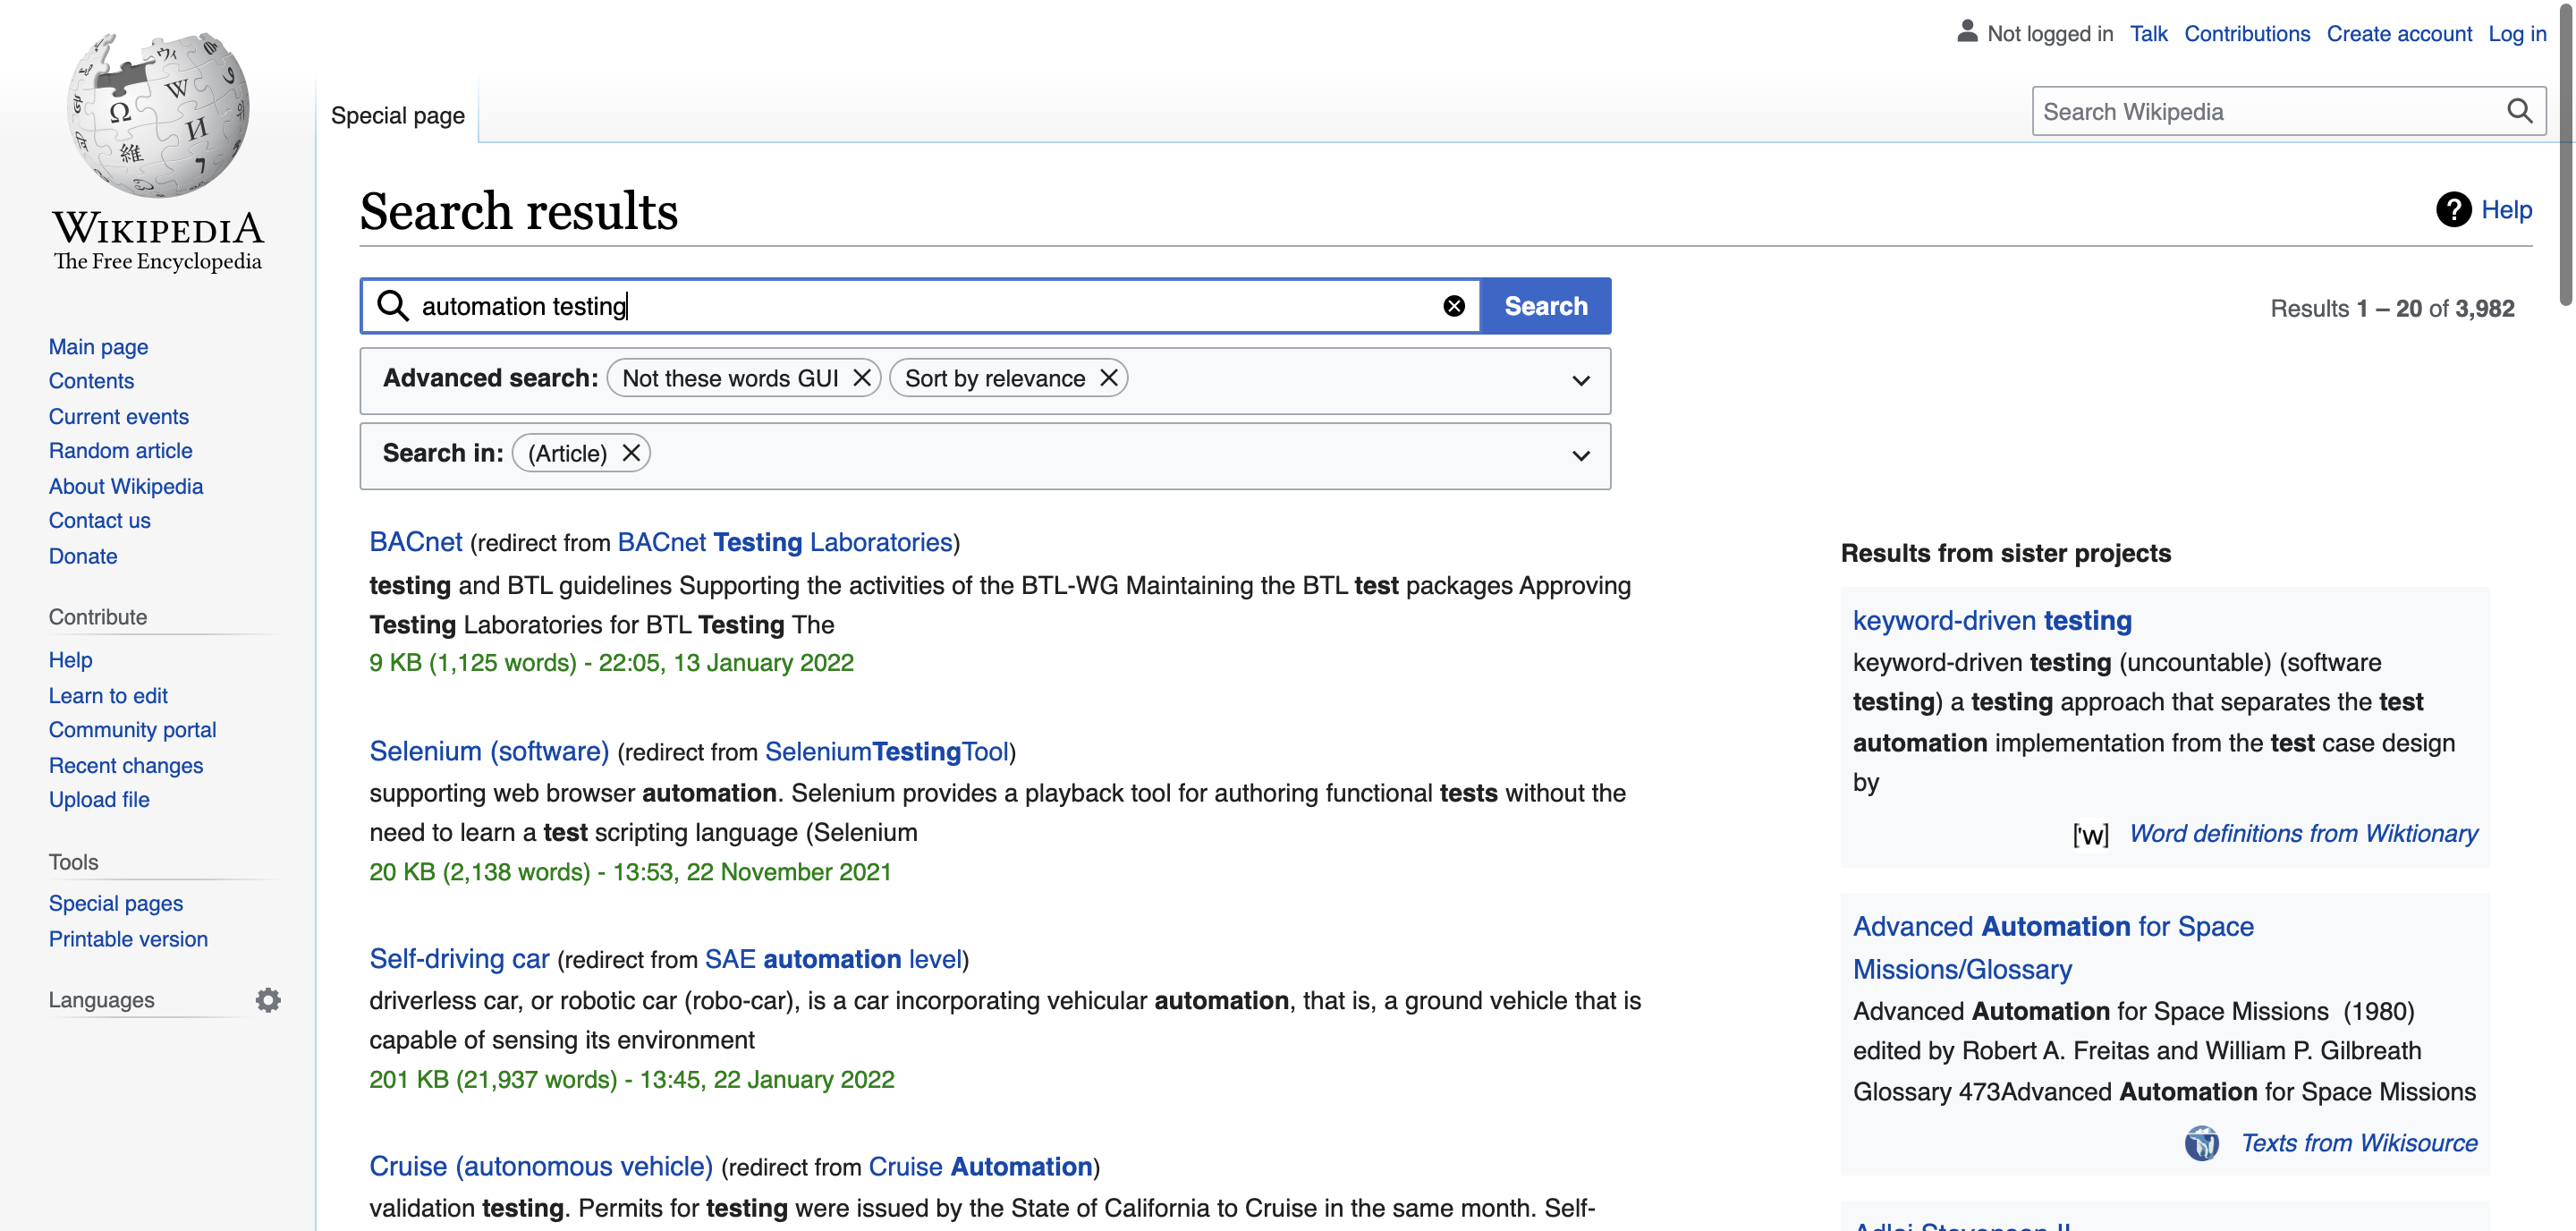 Not logged in Talk Contributions Create account Log in
Special page
Search Wikipedia
WIKIPEDIA
The Free Encyclopedia
Main page
Contents
Current events
Random article
About Wikipedia
Contact us
Donate
Contribute
Help
Learn to edit
Community portal
Recent changes
Upload file
Tools
Special pages
Printable version
Languages
Search results
Help
automation testing
Search
Results 1 – 20 of 3,982
Advanced search: Not these words GUI Sort by relevance
Search in: (Article)
BACnet (redirect from BACnet Testing Laboratories)
testing and BTL guidelines Supporting the activities of the BTL-WG Maintaining the BTL test packages Approving
Testing Laboratories for BTL Testing The
9 KB (1,125 words) - 22:05, 13 January 2022
Selenium (software) (redirect from SeleniumTestingTool)
supporting web browser automation. Selenium provides a playback tool for authoring functional tests without the
need to learn a test scripting language (Selenium
20 KB (2,138 words) - 13:53, 22 November 2021
Self-driving car (redirect from SAE automation level)
driverless car, or robotic car (robo-car), is a car incorporating vehicular automation, that is, a ground vehicle that is
capable of sensing its environment
201 KB (21,937 words) - 13:45, 22 January 2022
Cruise (autonomous vehicle) (redirect from Cruise Automation)
validation testing. Permits for testing were issued by the State of California to Cruise in the same month. Self-
Results from sister projects
keyword-driven testing
keyword-driven testing (uncountable) (software
testing) a testing approach that separates the test
automation implementation from the test case design
by
['w] Word definitions from Wiktionary
Advanced Automation for Space
Missions/Glossary
Advanced Automation for Space Missions (1980)
edited by Robert A. Freitas and William P. Gilbreath
Glossary 473Advanced Automation for Space Missions
Texts from Wikisource
Adlai Stevenson II